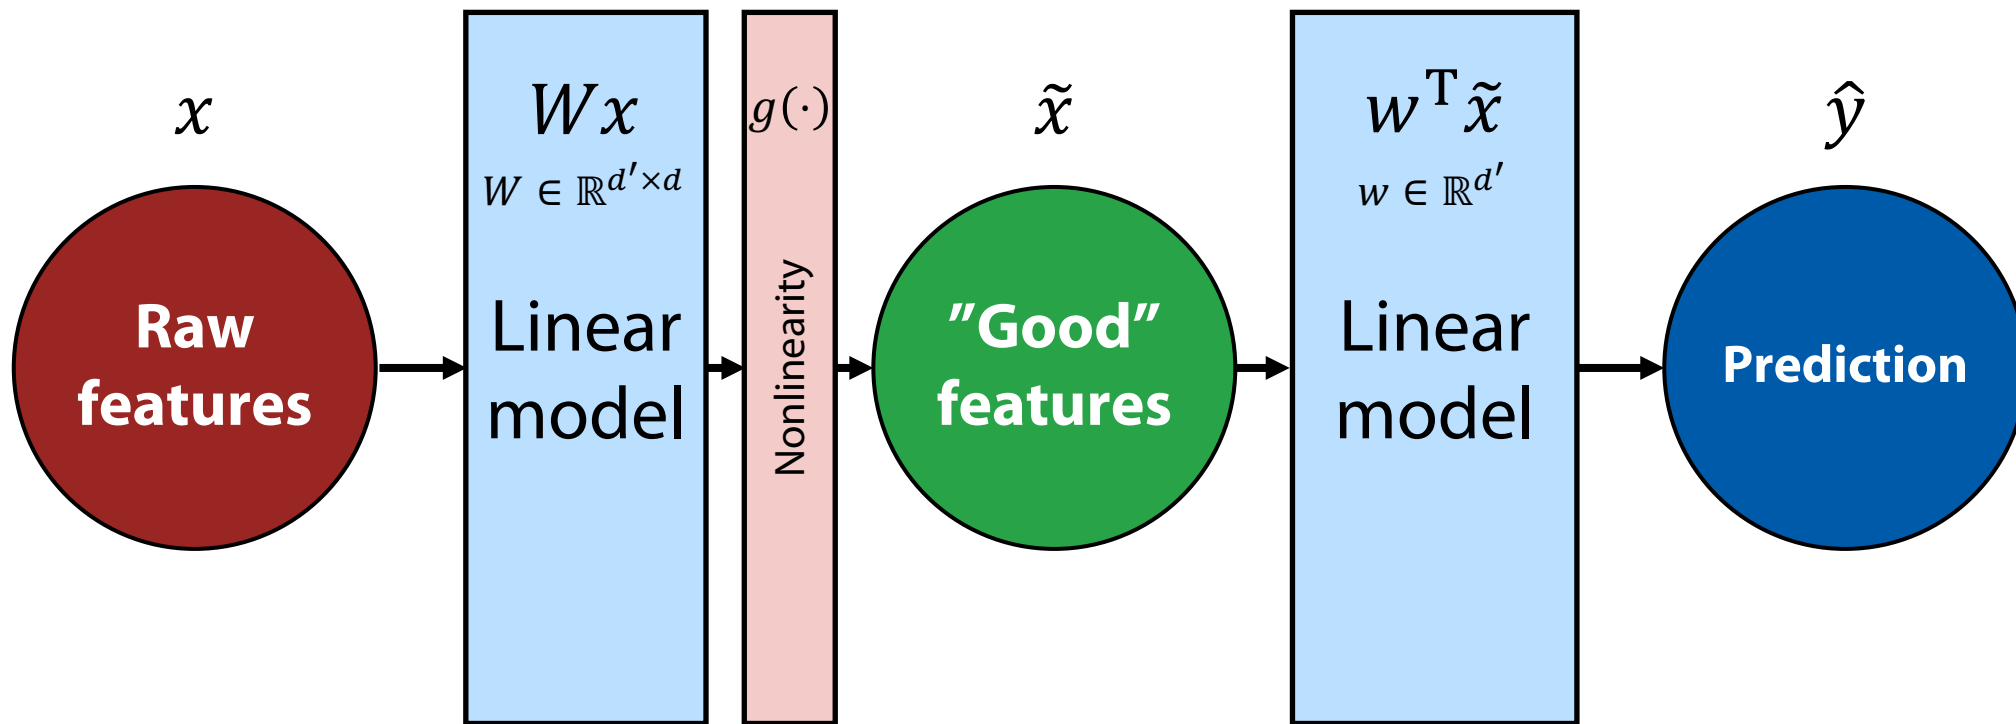 x
Wx
W ∈ ℝ^{d′×d}
Linear
model
g(·)
Nonlinearity
x̃
w^T x̃
w ∈ ℝ^{d′}
Linear
model
ŷ
Raw
features
”Good”
features
Prediction